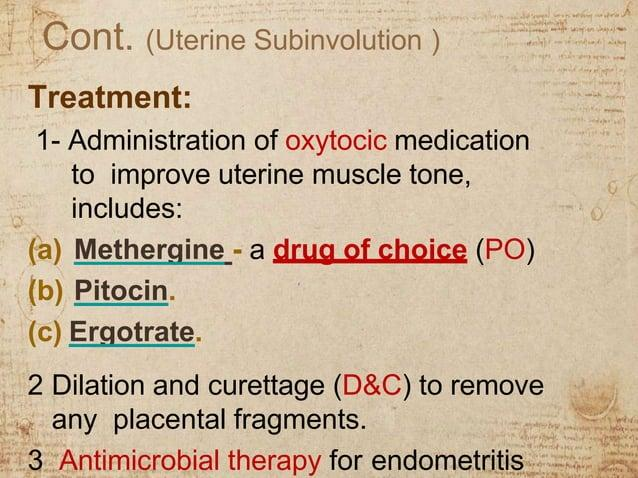 Cont. (Uterine Subinvolution )
Treatment:
1- Administration of oxytocic medication
to improve uterine muscle tone,
includes:
(a) Methergine - a drug of choice (PO)
(b) Pitocin.
(c) Ergotrate.
2 Dilation and curettage (D&C) to remove
any placental fragments.
3 Antimicrobial therapy for endometritis